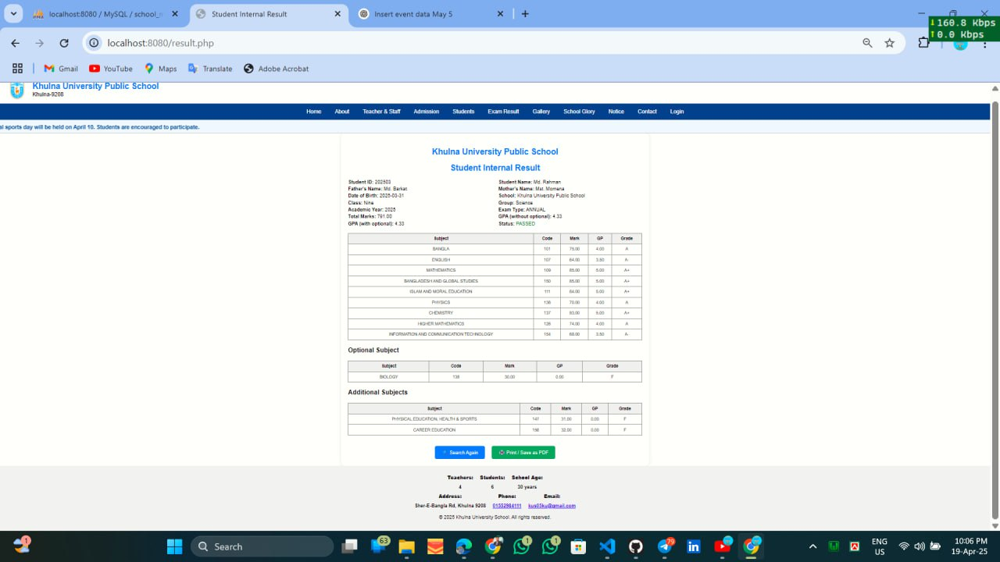 localhost:8080 / MySQL / school_
Student Internal Result
Insert event data May 5
160.8 Kbps
0.0 Kbps
localhost:8080/result.php
Gmail
YouTube
Maps
Translate
Adobe Acrobat
Khulna University Public School
Khulna-9208
Home About Teacher & Staff Admission Students Exam Result Gallery School Glory Notice Contact Login
al sports day will be held on April 10. Students are encouraged to participate.
Khulna University Public School
Student Internal Result
Student ID: 202503 Student Name: Md. Rahman
Father's Name: Md. Barkat Mother's Name: Mst. Momena
Date of Birth: 2025-03-31 School: Khulna University Public School
Class: Nine Group: Science
Academic Year: 2025 Exam Type: ANNUAL
Total Marks: 791.00 GPA (without optional): 4.33
GPA (with optional): 4.33 Status: PASSED
Subject Code Mark GP Grade
BANGLA 101 75.00 4.00 A
ENGLISH 107 64.00 3.50 A-
MATHEMATICS 109 85.00 5.00 A+
BANGLADESH AND GLOBAL STUDIES 150 85.00 5.00 A+
ISLAM AND MORAL EDUCATION 111 84.00 5.00 A+
PHYSICS 136 70.00 4.00 A
CHEMISTRY 137 93.00 5.00 A+
HIGHER MATHEMATICS 126 74.00 4.00 A
INFORMATION AND COMMUNICATION TECHNOLOGY 154 68.00 3.50 A-
Optional Subject
Subject Code Mark GP Grade
BIOLOGY 138 30.00 0.00 F
Additional Subjects
Subject Code Mark GP Grade
PHYSICAL EDUCATION, HEALTH & SPORTS 147 31.00 0.00 F
CAREER EDUCATION 156 32.00 0.00 F
Search Again Print / Save as PDF
Teachers: Students: School Age:
4 6 30 years
Address: Phone: Email:
Sher-E-Bangla Rd, Khulna 9208 01552984111 kus05ku@gmail.com
© 2025 Khulna University School. All rights reserved.
1
Search
63
1
1
79
ENG
US
10:06 PM
19-Apr-25